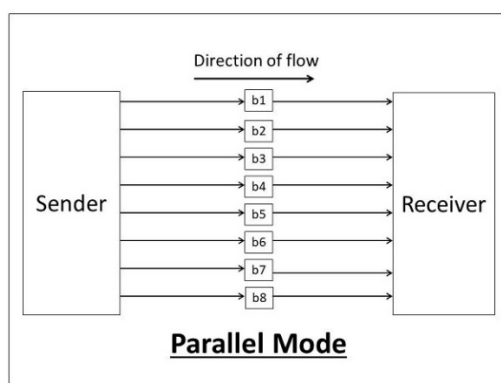 Direction of flow
Sender
b1
b2
b3
b4
b5
b6
b7
b8
Receiver
Parallel Mode